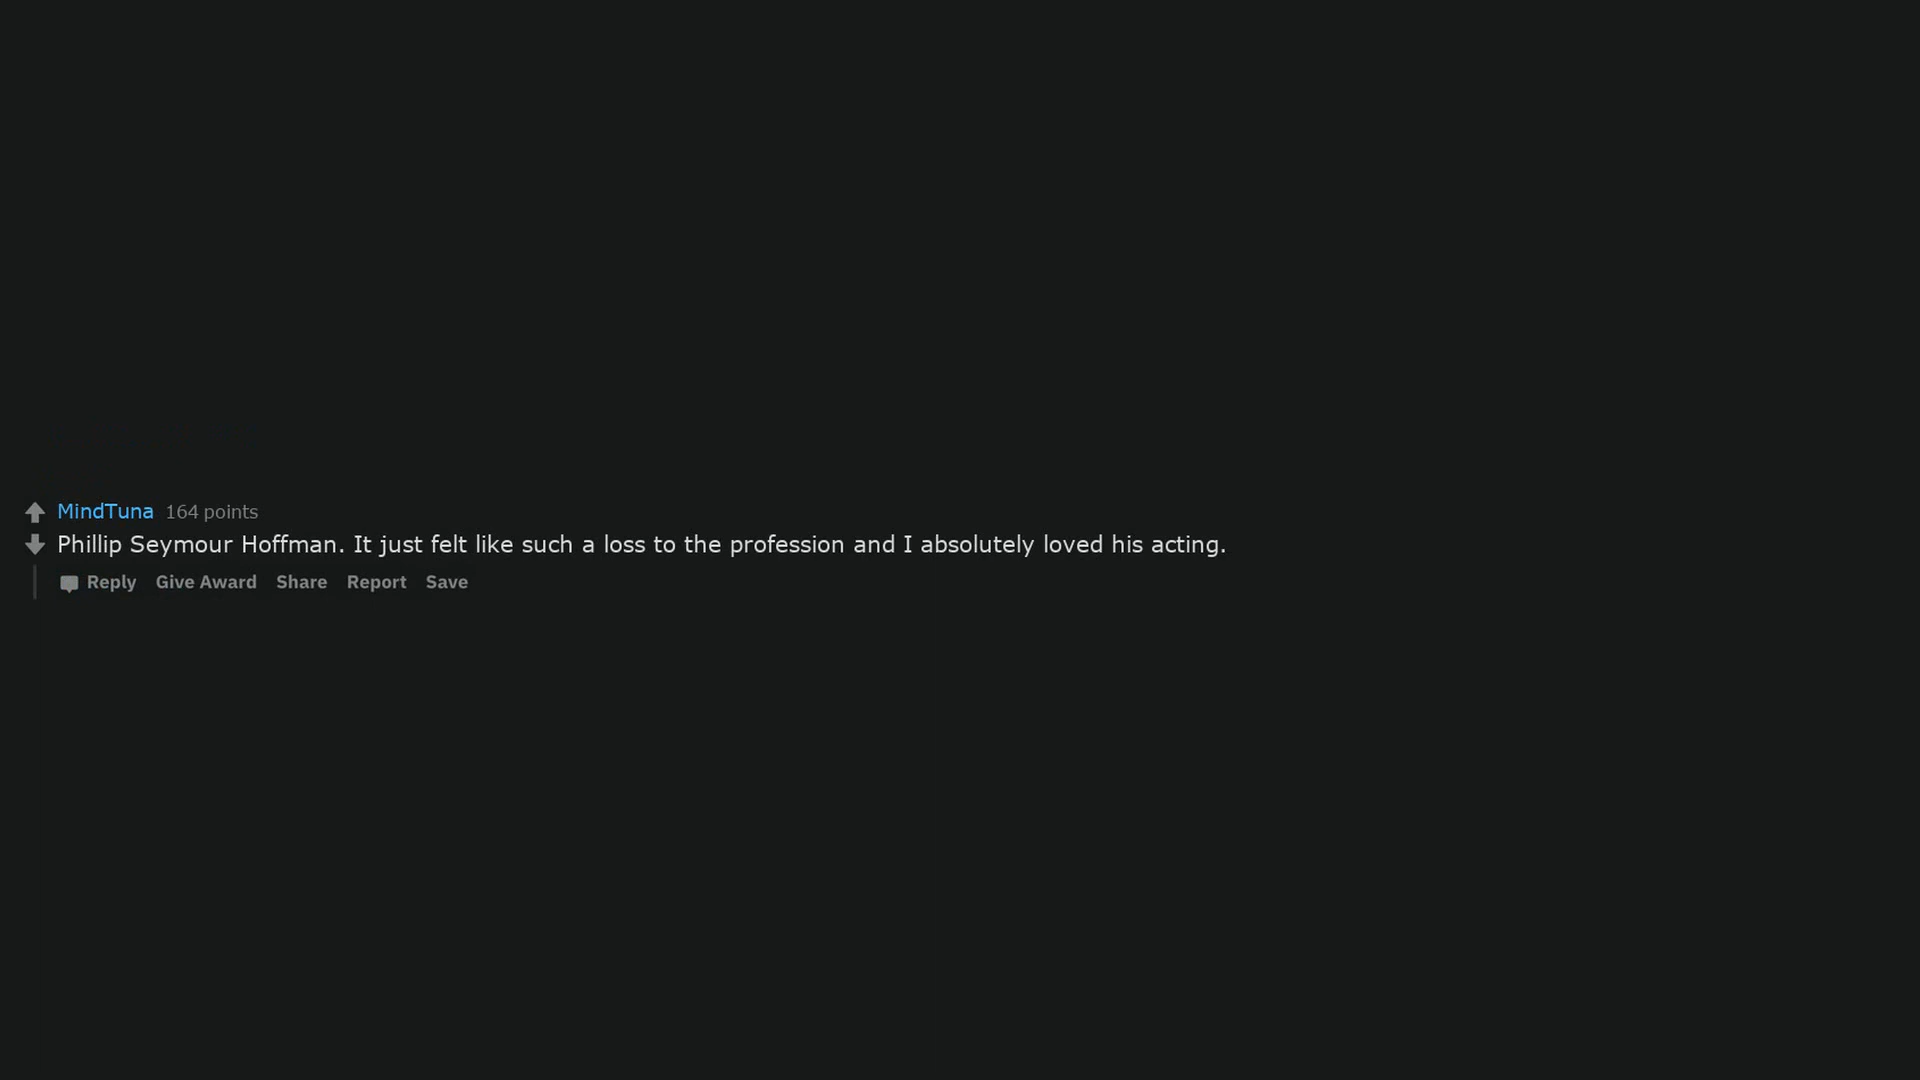 MindTuna 164 points
Phillip Seymour Hoffman. It just felt like such a loss to the profession and I absolutely loved his acting.
Reply Give Award Share Report Save